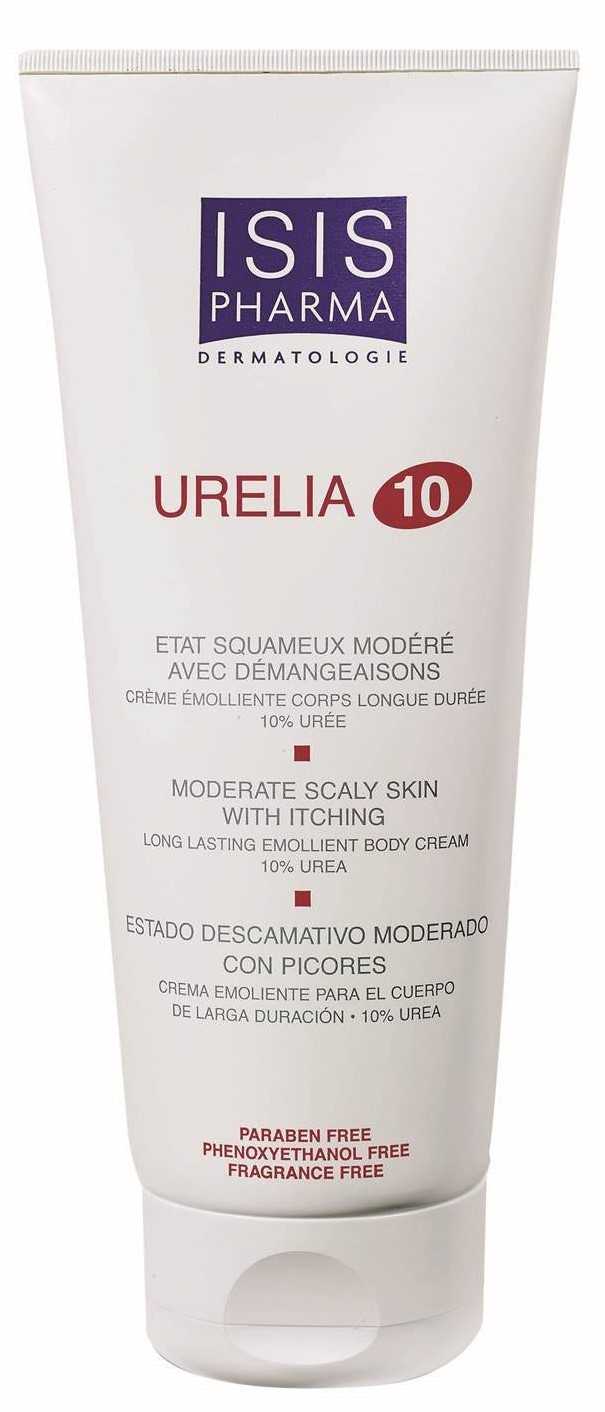 ISIS
PHARMA
DERMATOLOGIE
URELIA 10
ETAT SQUAMEUX MODÉRÉ
AVEC DÉMANGEAISONS
CRÈME ÉMOLLIENTE CORPS LONGUE DURÉE
10% URÉE
MODERATE SCALY SKIN
WITH ITCHING
LONG LASTING EMOLLIENT BODY CREAM
10% UREA
ESTADO DESCAMATIVO MODERADO
CON PICORES
CREMA EMOLIENTE PARA EL CUERPO
DE LARGA DURACIÓN • 10% UREA
PARABEN FREE
PHENOXYETHANOL FREE
FRAGRANCE FREE